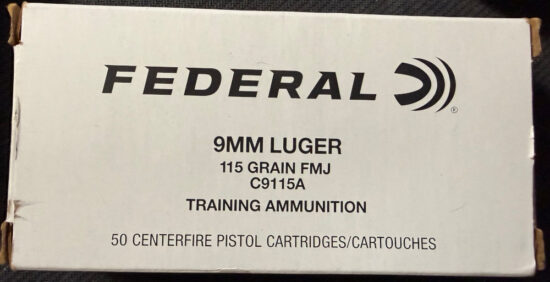 FEDERAL ®
9MM LUGER
115 GRAIN FMJ
C9115A
TRAINING AMMUNITION
50 CENTERFIRE PISTOL CARTRIDGES/CARTOUCHES